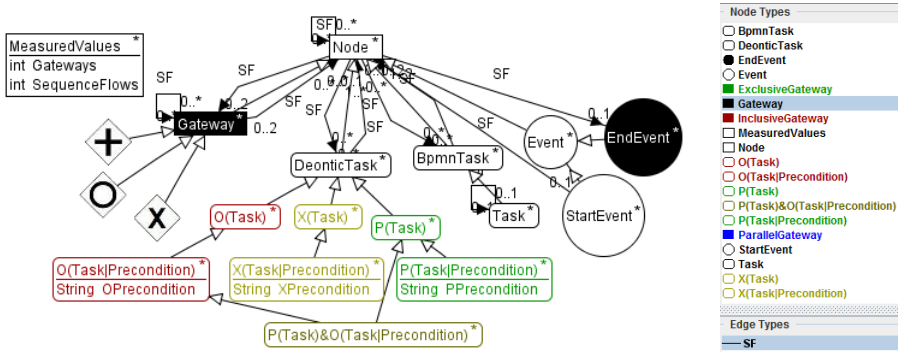 SF
0..*
Node *
MeasuredValues *
int Gateways
int SequenceFlows
SF
SF
SF
SF
0..*
0..2
0..2
Gateway *
SF
SF
SF
SF
0..1
EndEvent *
Event *
0..*
DeonticTask *
BpmnTask *
0..1
StartEvent *
O(Task) *
X(Task) *
P(Task) *
Task *
O(Task|Precondition) *
String OPrecondition
X(Task|Precondition) *
String XPrecondition
P(Task|Precondition) *
String PPrecondition
P(Task)&O(Task|Precondition) *
Node Types
BpmnTask
DeonticTask
EndEvent
Event
ExclusiveGateway
Gateway
InclusiveGateway
MeasuredValues
Node
O(Task)
O(Task|Precondition)
P(Task)
P(Task)&O(Task|Precondition)
P(Task|Precondition)
ParallelGateway
StartEvent
Task
X(Task)
X(Task|Precondition)
Edge Types
SF